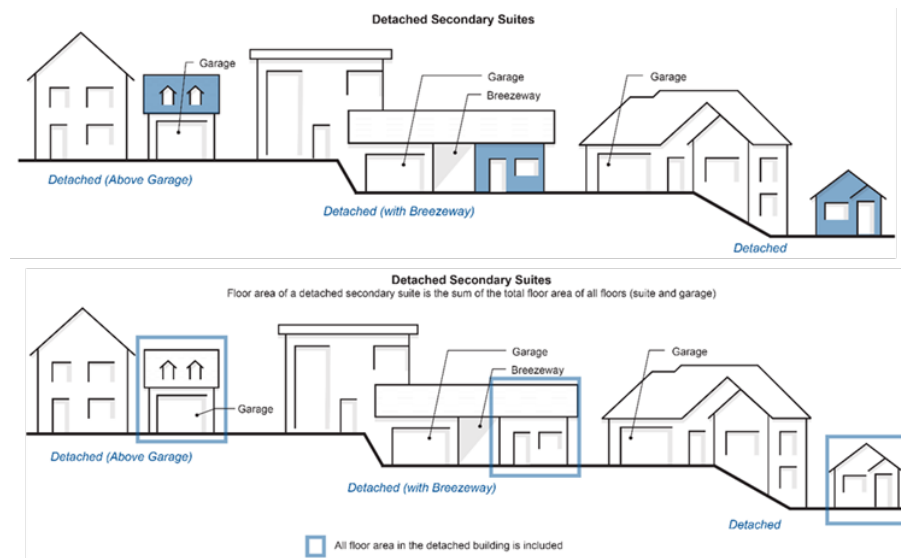 Detached Secondary Suites
Garage
Garage
Breezeway
Garage
Detached (Above Garage)
Detached (with Breezeway)
Detached
Detached Secondary Suites
Floor area of a detached secondary suite is the sum of the total floor area of all floors (suite and garage)
Garage
Garage
Breezeway
Garage
Detached (Above Garage)
Detached (with Breezeway)
Detached
All floor area in the detached building is included